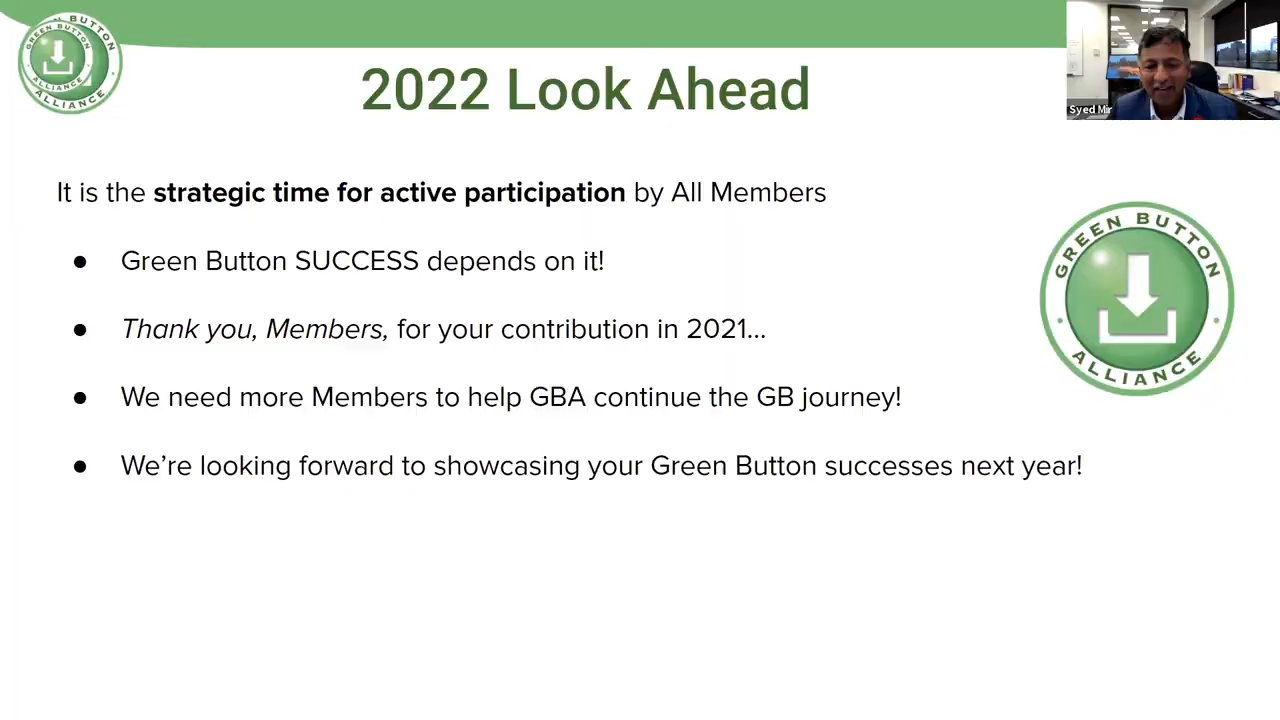 GREEN BUTTON
ALLIANCE
2022 Look Ahead
Syed Mir
It is the strategic time for active participation by All Members
● Green Button SUCCESS depends on it!
● Thank you, Members, for your contribution in 2021...
● We need more Members to help GBA continue the GB journey!
● We’re looking forward to showcasing your Green Button successes next year!
GREEN BUTTON
ALLIANCE